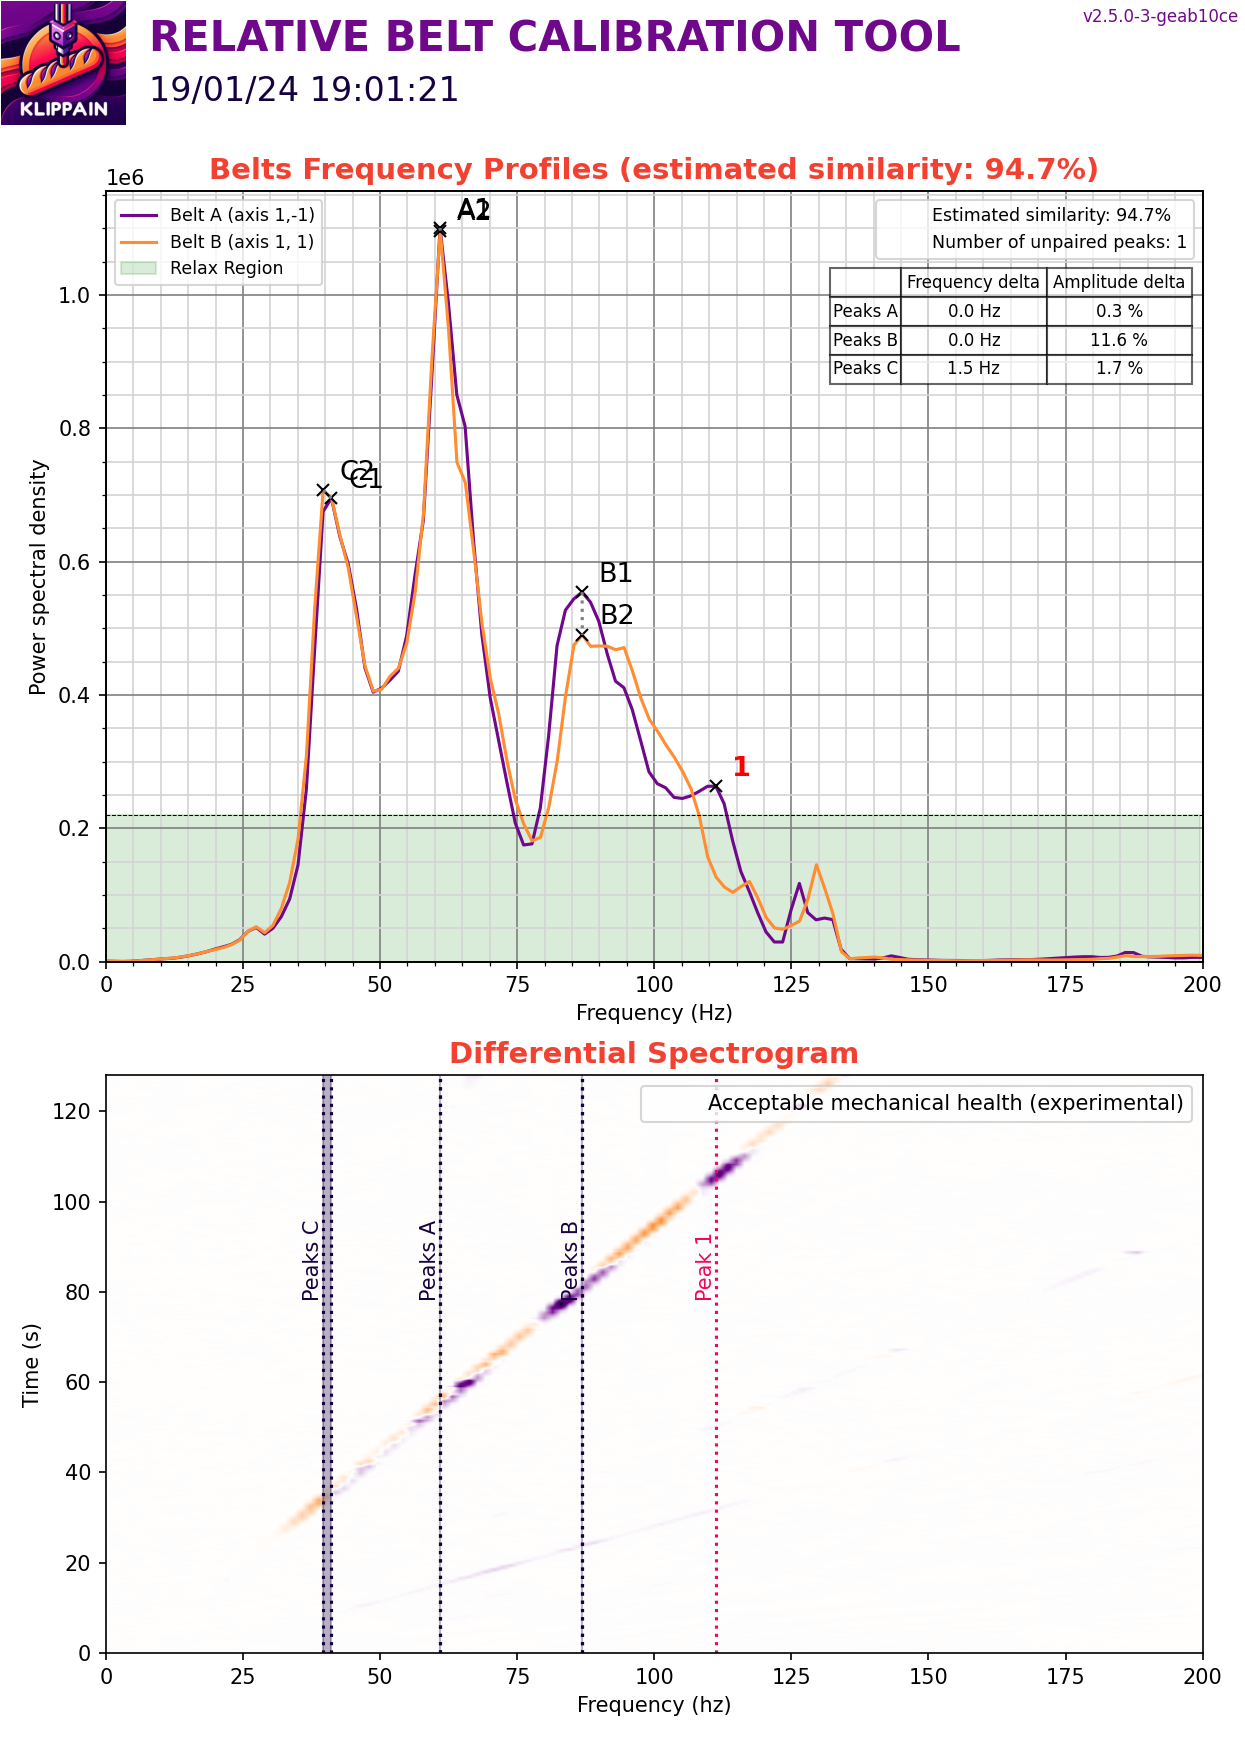 v2.5.0-3-geab10ce
RELATIVE BELT CALIBRATION TOOL
19/01/24 19:01:21
KLIPPAIN
Belts Frequency Profiles (estimated similarity: 94.7%)
1e6
Belt A (axis 1,-1)
Belt B (axis 1, 1)
Relax Region
Estimated similarity: 94.7%
Number of unpaired peaks: 1
Frequency delta Amplitude delta
Peaks A 0.0 Hz 0.3 %
Peaks B 0.0 Hz 11.6 %
Peaks C 1.5 Hz 1.7 %
A1
A2
C2
C1
B1
B2
1
Power spectral density
1.0
0.8
0.6
0.4
0.2
0.0
0 25 50 75 100 125 150 175 200
Frequency (Hz)
Differential Spectrogram
Acceptable mechanical health (experimental)
Peaks C
Peaks A
Peaks B
Peak 1
Time (s)
120
100
80
60
40
20
0
0 25 50 75 100 125 150 175 200
Frequency (hz)